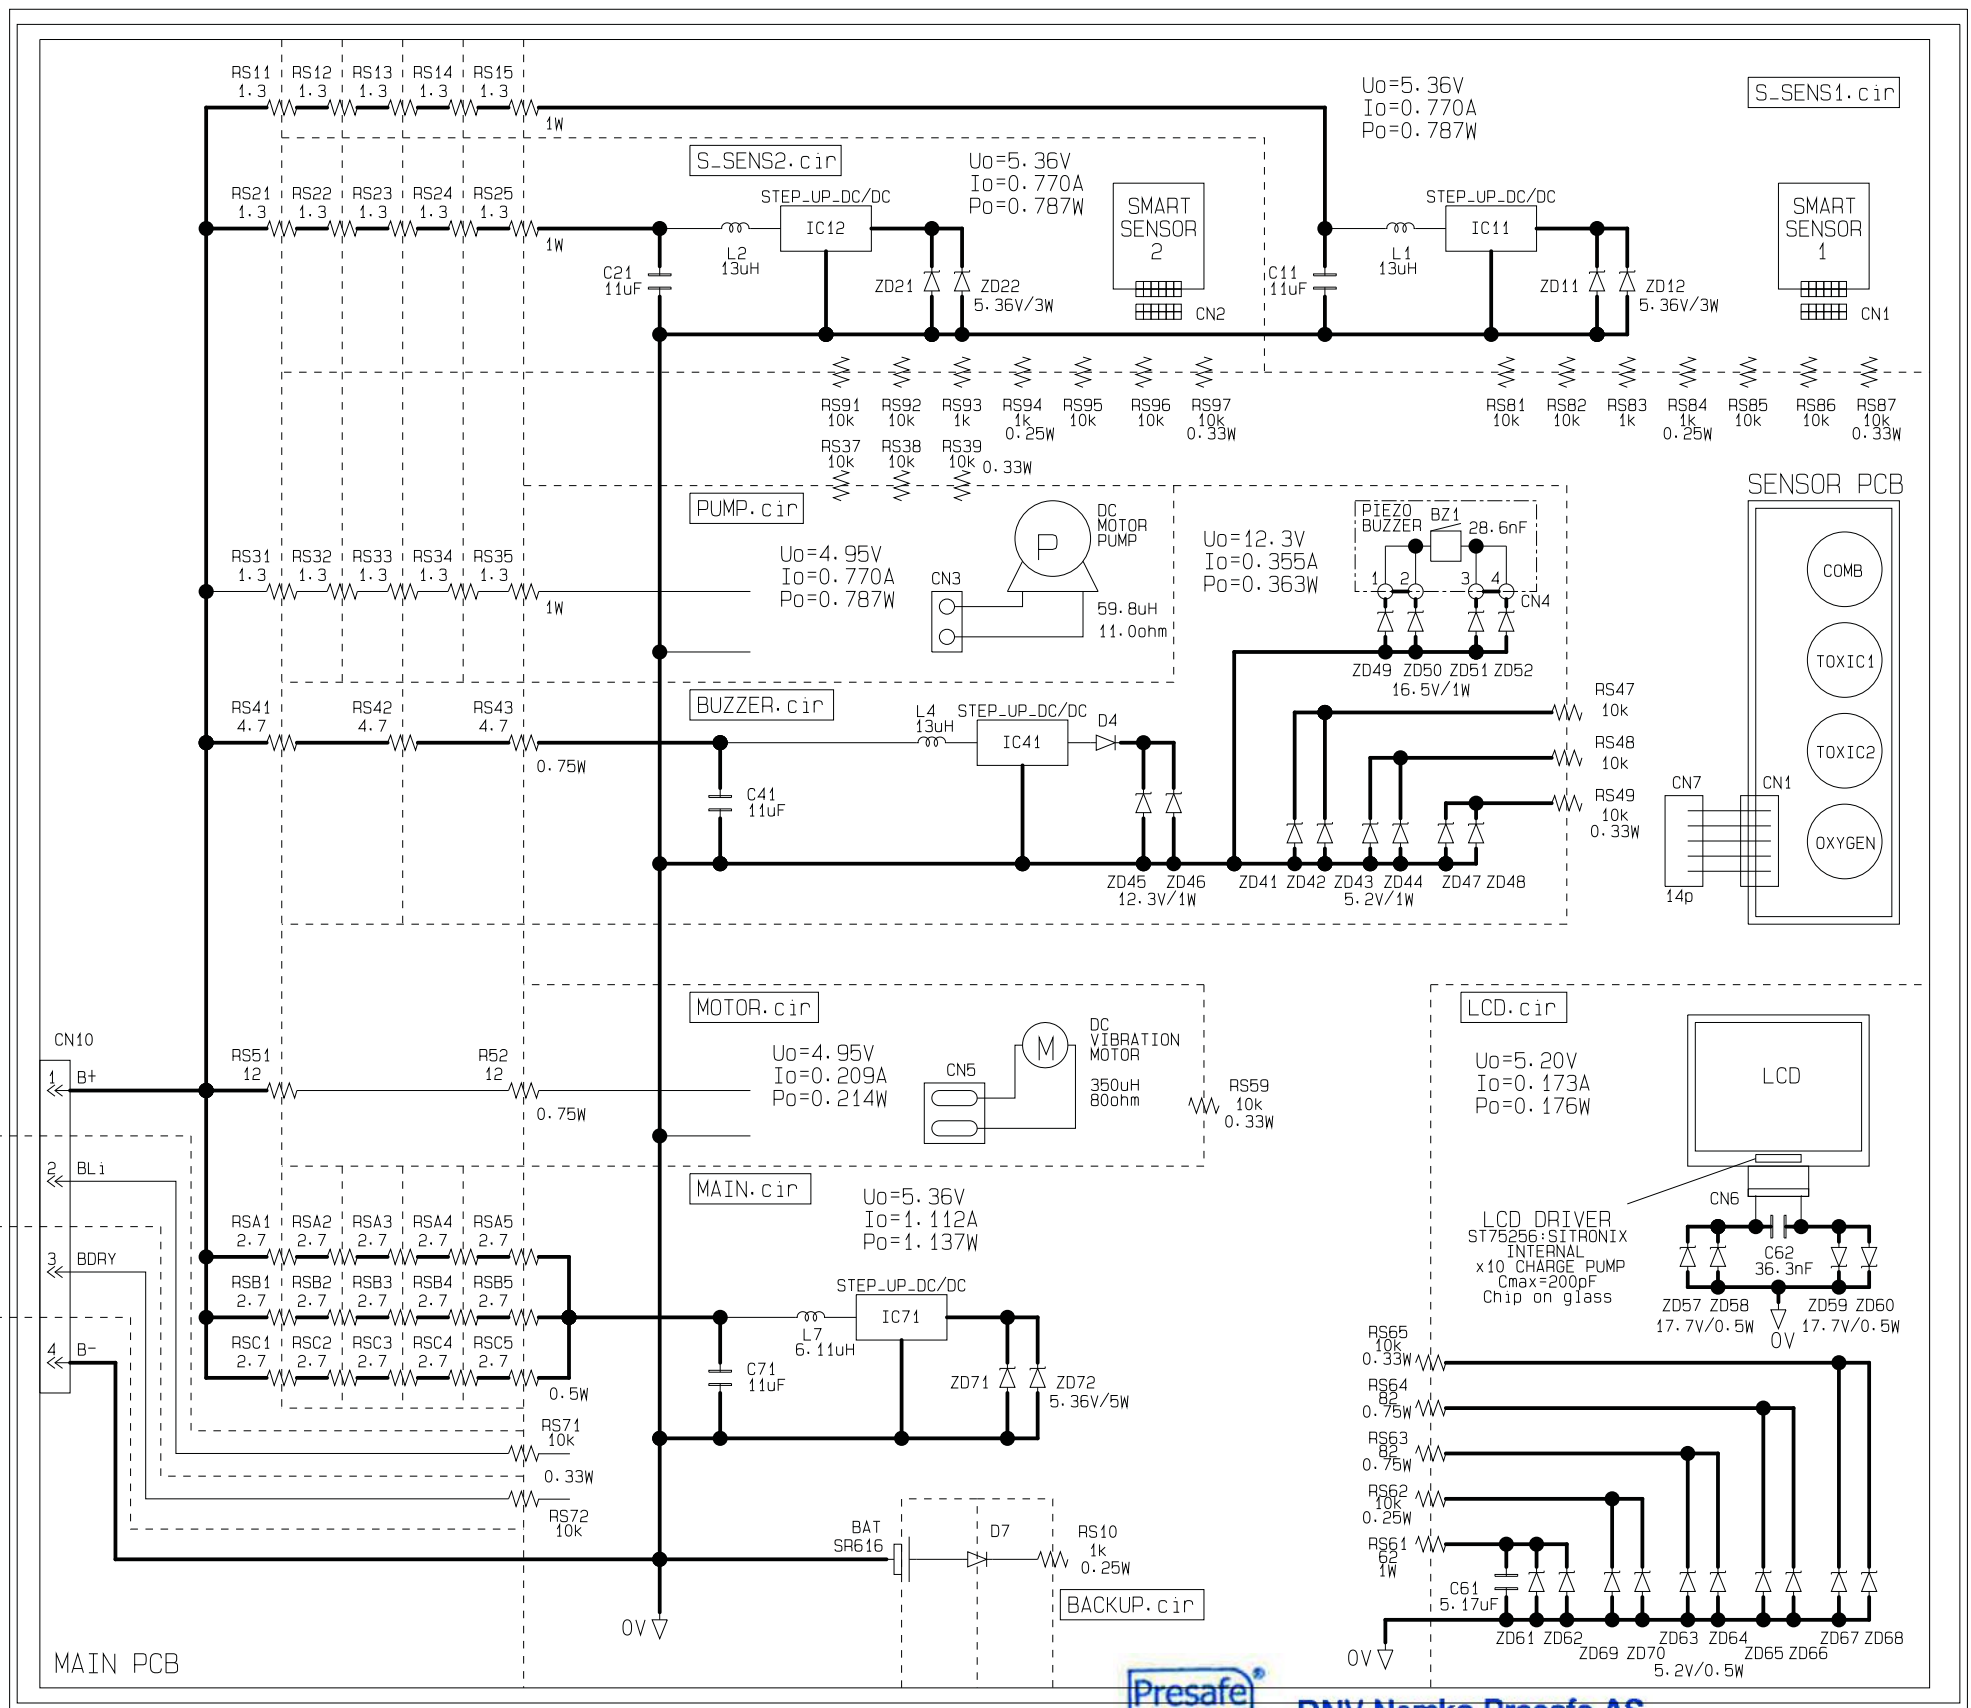 RS11 RS12 RS13 RS14 RS15
1.3 1.3 1.3 1.3 1.3
1W
Uo=5.36V
Io=0.770A
Po=0.787W
S_SENS1.cir
S_SENS2.cir
Uo=5.36V
Io=0.770A
Po=0.787W
RS21 RS22 RS23 RS24 RS25
1.3 1.3 1.3 1.3 1.3
1W
STEP_UP_DC/DC
IC12
L2
13uH
C21
11uF
ZD21
ZD22
5.36V/3W
SMART
SENSOR
2
CN2
STEP_UP_DC/DC
IC11
L1
13uH
C11
11uF
ZD11
ZD12
5.36V/3W
SMART
SENSOR
1
CN1
RS91 RS92 RS93 RS94 RS95 RS96 RS97
10k 10k 1k 1k 10k 10k 10k
0.25W 0.33W
RS81 RS82 RS83 RS84 RS85 RS86 RS87
10k 10k 1k 1k 10k 10k 10k
0.25W 0.33W
RS37 RS38 RS39
10k 10k 10k 0.33W
PUMP.cir
Uo=4.95V
Io=0.770A
Po=0.787W
RS31 RS32 RS33 RS34 RS35
1.3 1.3 1.3 1.3 1.3
1W
CN3
P
DC
MOTOR
PUMP
59.8uH
11.0ohm
Uo=12.3V
Io=0.355A
Po=0.363W
PIEZO
BUZZER
BZ1
28.6nF
1 2 3 4
CN4
ZD49 ZD50 ZD51 ZD52
16.5V/1W
SENSOR PCB
COMB
TOXIC1
TOXIC2
OXYGEN
CN7
CN1
14p
BUZZER.cir
RS41 RS42 RS43
4.7 4.7 4.7
0.75W
L4
13uH
STEP_UP_DC/DC
IC41
D4
C41
11uF
RS47
10k
RS48
10k
RS49
10k
0.33W
ZD45 ZD46
12.3V/1W
ZD41 ZD42 ZD43 ZD44 ZD47 ZD48
5.2V/1W
MOTOR.cir
Uo=4.95V
Io=0.209A
Po=0.214W
RS51
12
R52
12
0.75W
CN5
M
DC
VIBRATION
MOTOR
350uH
80ohm
RS59
10k
0.33W
CN10
1 B+
2 BLi
3 BDRY
4 B-
LCD.cir
Uo=5.20V
Io=0.173A
Po=0.176W
LCD
CN6
LCD DRIVER
ST75256:SITRONIX
INTERNAL
x10 CHARGE PUMP
Cmax=200pF
Chip on glass
C62
36.3nF
ZD57 ZD58
17.7V/0.5W
ZD59 ZD60
17.7V/0.5W
0V
MAIN.cir
Uo=5.36V
Io=1.112A
Po=1.137W
RSA1 RSA2 RSA3 RSA4 RSA5
2.7 2.7 2.7 2.7 2.7
RSB1 RSB2 RSB3 RSB4 RSB5
2.7 2.7 2.7 2.7 2.7
RSC1 RSC2 RSC3 RSC4 RSC5
2.7 2.7 2.7 2.7 2.7
0.5W
STEP_UP_DC/DC
IC71
L7
6.11uH
C71
11uF
ZD71
ZD72
5.36V/5W
RS71
10k
0.33W
RS72
10k
BAT
SR616
D7
RS10
1k
0.25W
BACKUP.cir
0V
RS65
10k
0.33W
RS64
82
0.75W
RS63
82
0.75W
RS62
10k
0.25W
RS61
62
1W
C61
5.17uF
0V
ZD61 ZD62
ZD69 ZD70
ZD63 ZD64
ZD65 ZD66
ZD67 ZD68
5.2V/0.5W
MAIN PCB
Presafe®
DNV Nemko Presafe AS